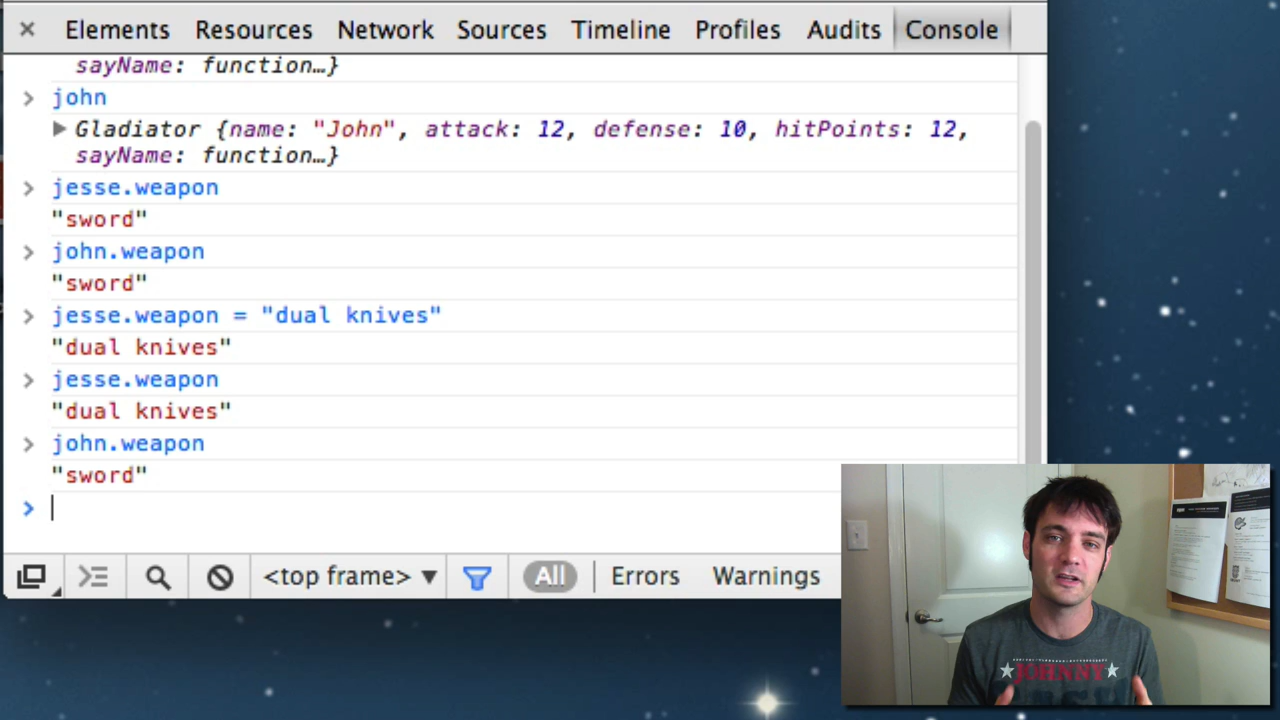 × Elements Resources Network Sources Timeline Profiles Audits Console
sayName: function…}
> john
▶ Gladiator {name: "John", attack: 12, defense: 10, hitPoints: 12,
sayName: function…}
> jesse.weapon
"sword"
> john.weapon
"sword"
> jesse.weapon = "dual knives"
"dual knives"
> jesse.weapon
"dual knives"
> john.weapon
"sword"
>
<top frame> ▼ All Errors Warnings
JOHNNY